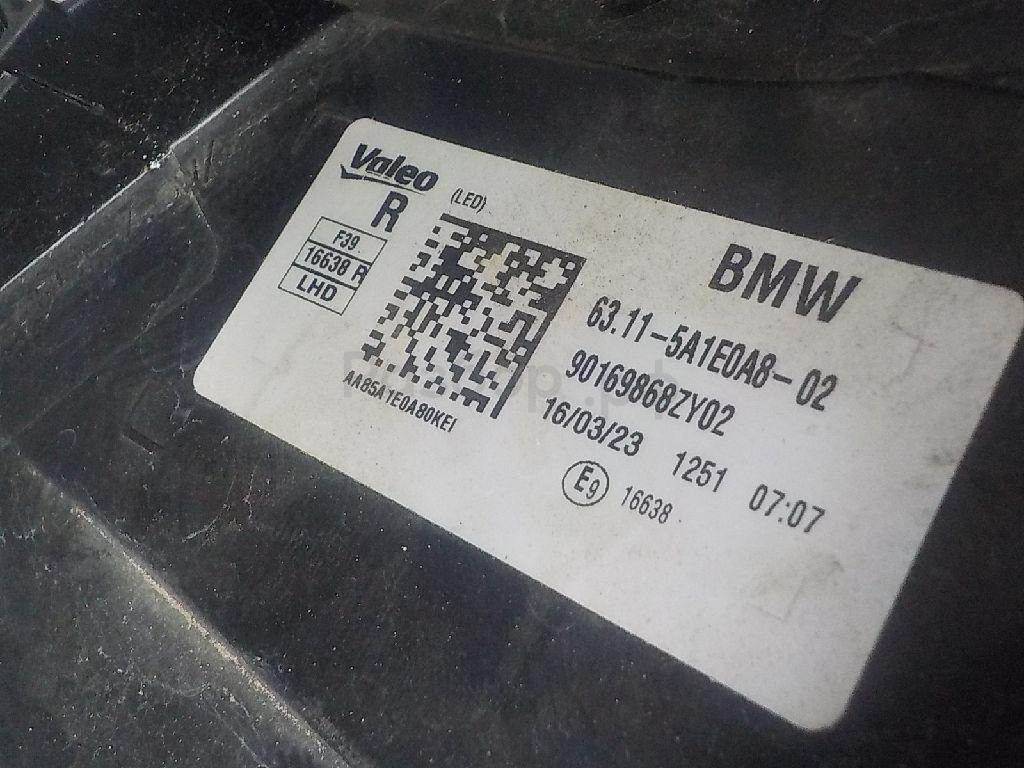 Valeo
(LED)
R
F39
16638 R
LHD
AA85A1E0A80KEI
BMW
63.11-5A1E0A8-02
90169868ZY02
16/03/23 1251 07:07
E9 16638